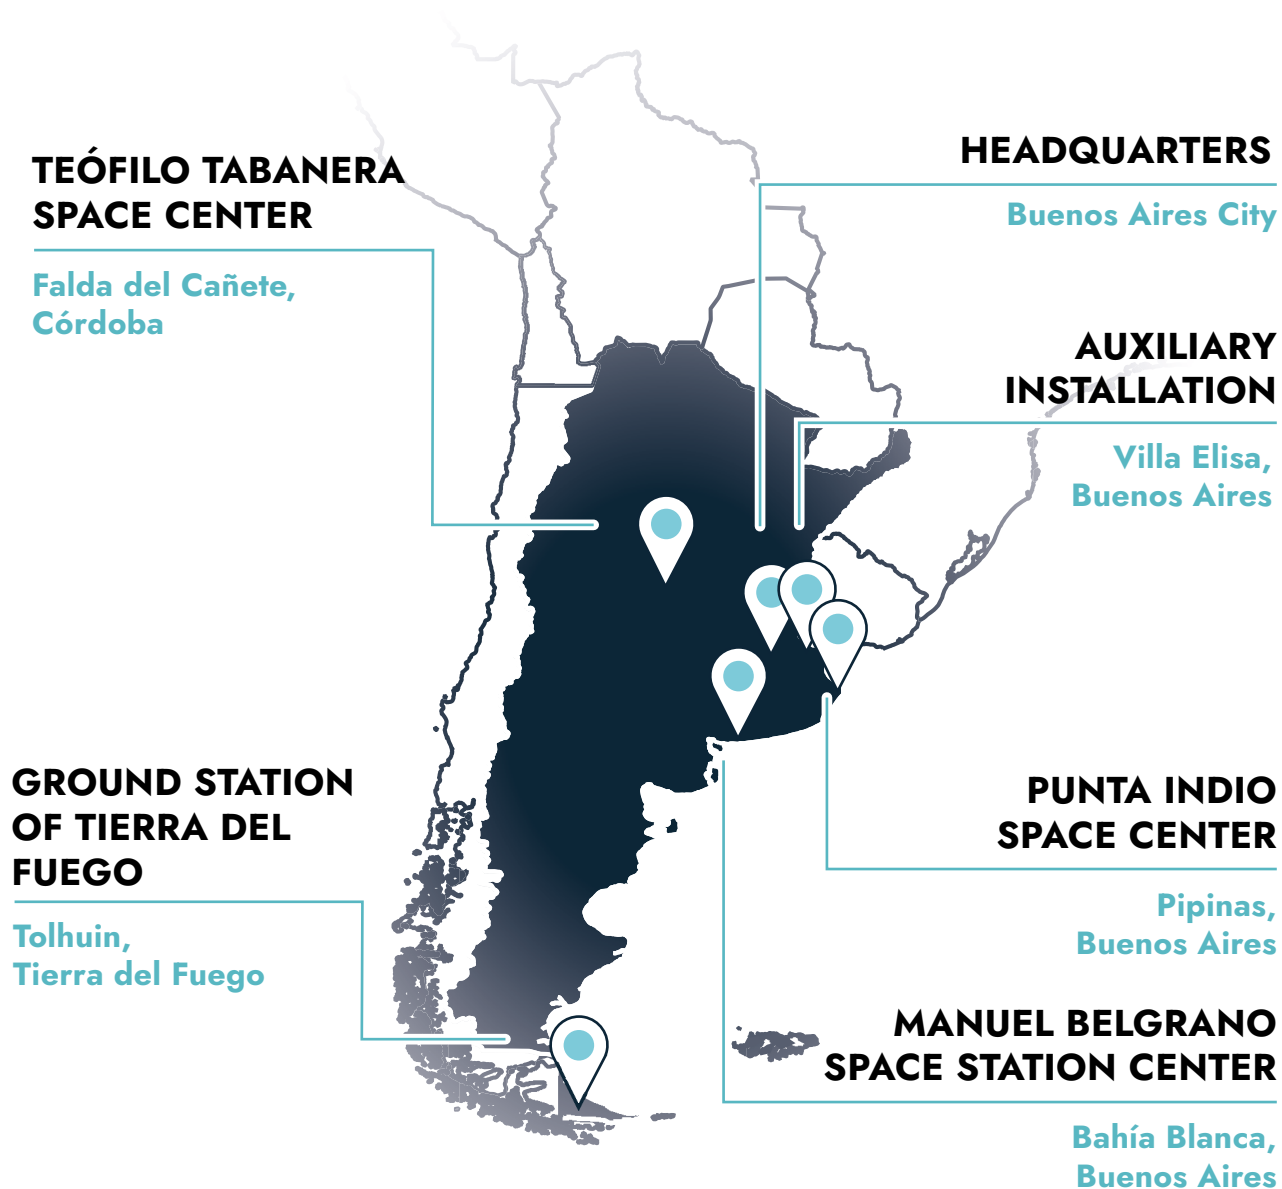 TEÓFILO TABANERA
SPACE CENTER
Falda del Cañete,
Córdoba
HEADQUARTERS
Buenos Aires City
AUXILIARY
INSTALLATION
Villa Elisa,
Buenos Aires
GROUND STATION
OF TIERRA DEL
FUEGO
Tolhuin,
Tierra del Fuego
PUNTA INDIO
SPACE CENTER
Pipinas,
Buenos Aires
MANUEL BELGRANO
SPACE STATION CENTER
Bahía Blanca,
Buenos Aires